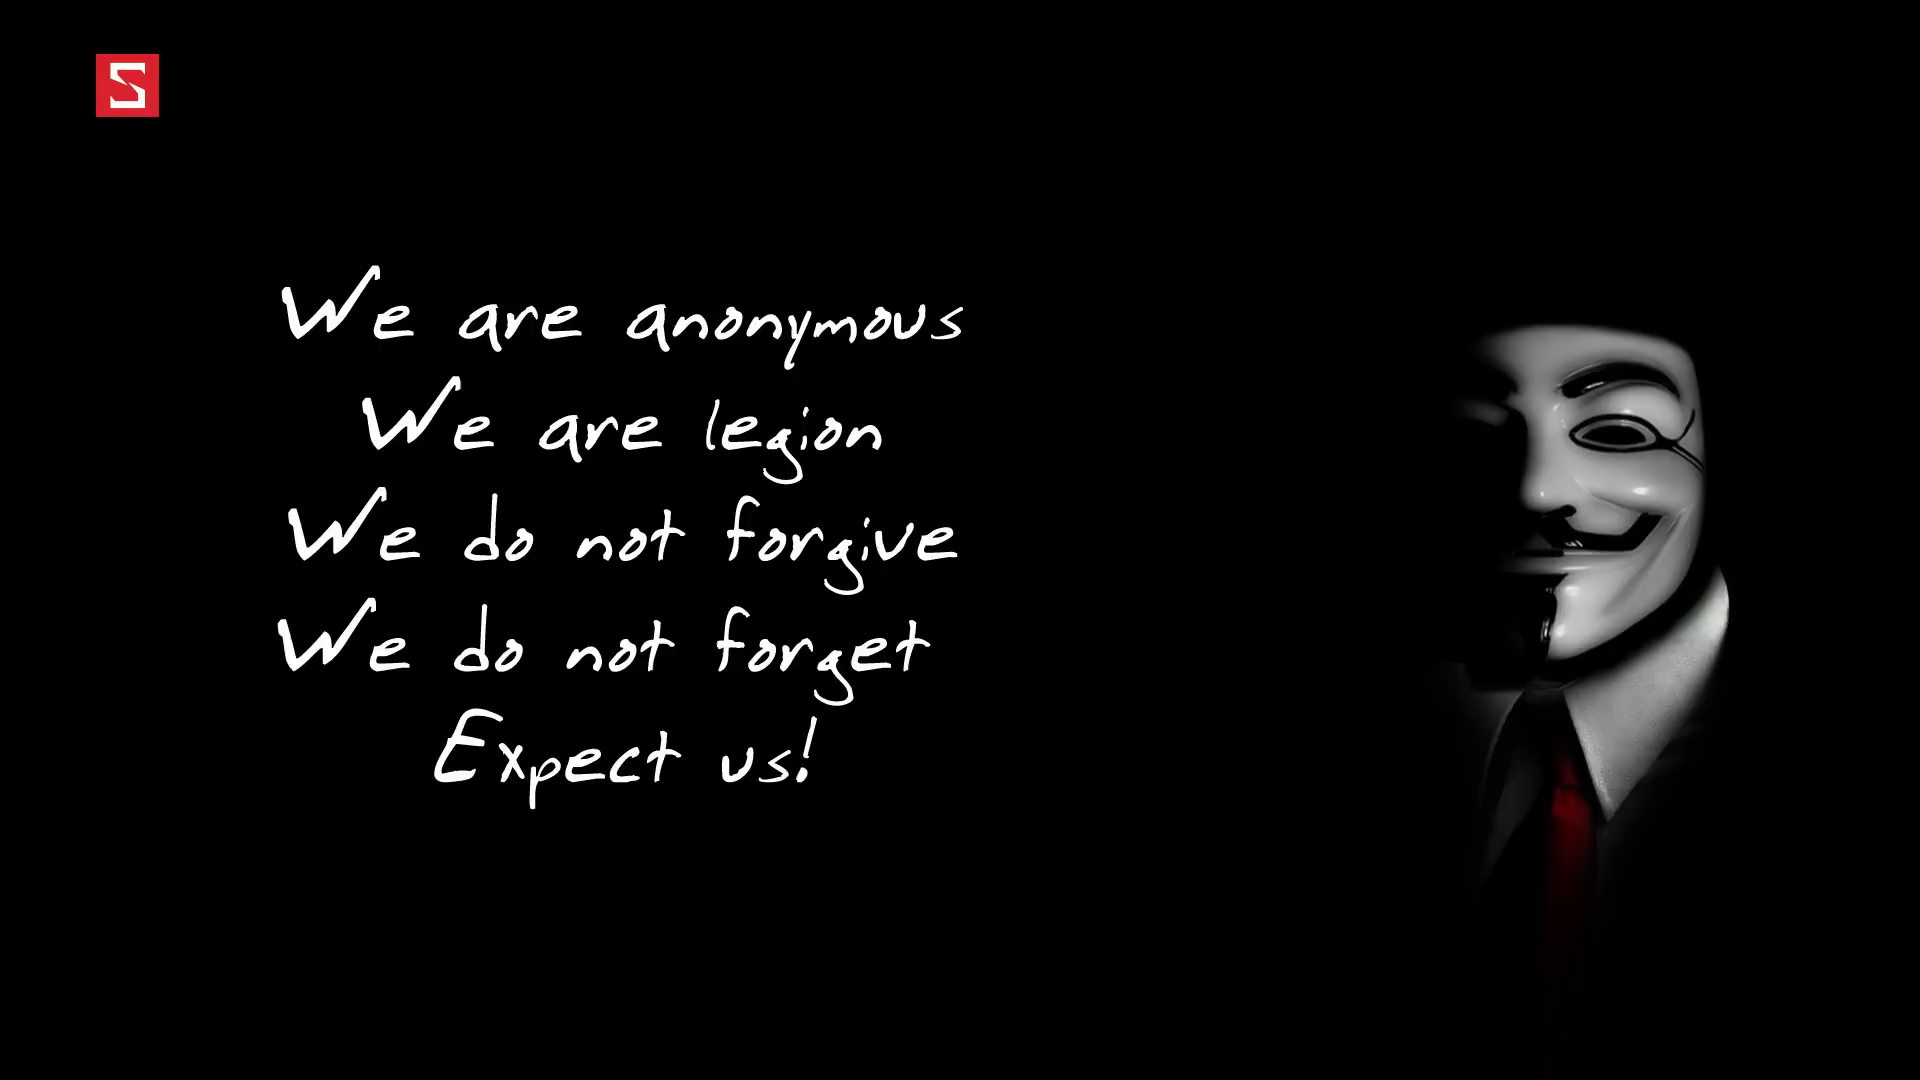 S
We are anonymous
We are legion
We do not forgive
We do not forget
Expect us!